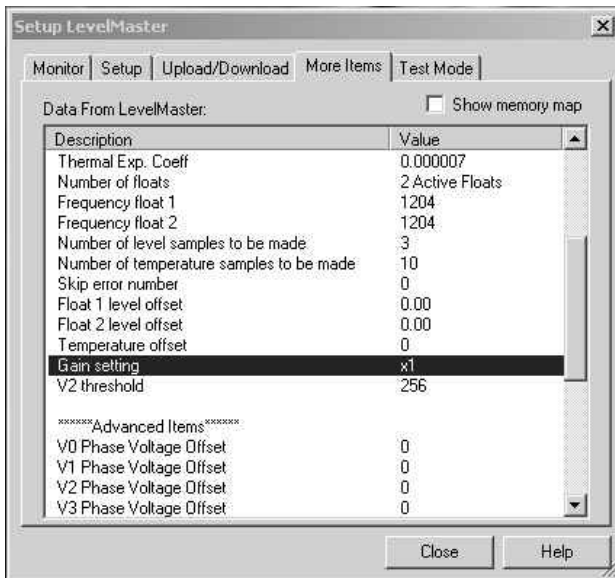 Setup LevelMaster
Monitor Setup Upload/Download More Items Test Mode
Data From LevelMaster: Show memory map
Description Value
Thermal Exp. Coeff 0.000007
Number of floats 2 Active Floats
Frequency float 1 1204
Frequency float 2 1204
Number of level samples to be made 3
Number of temperature samples to be made 10
Skip error number 0
Float 1 level offset 0.00
Float 2 level offset 0.00
Temperature offset 0
Gain setting x1
V2 threshold 256
******Advanced Items******
V0 Phase Voltage Offset 0
V1 Phase Voltage Offset 0
V2 Phase Voltage Offset 0
V3 Phase Voltage Offset 0
Close Help